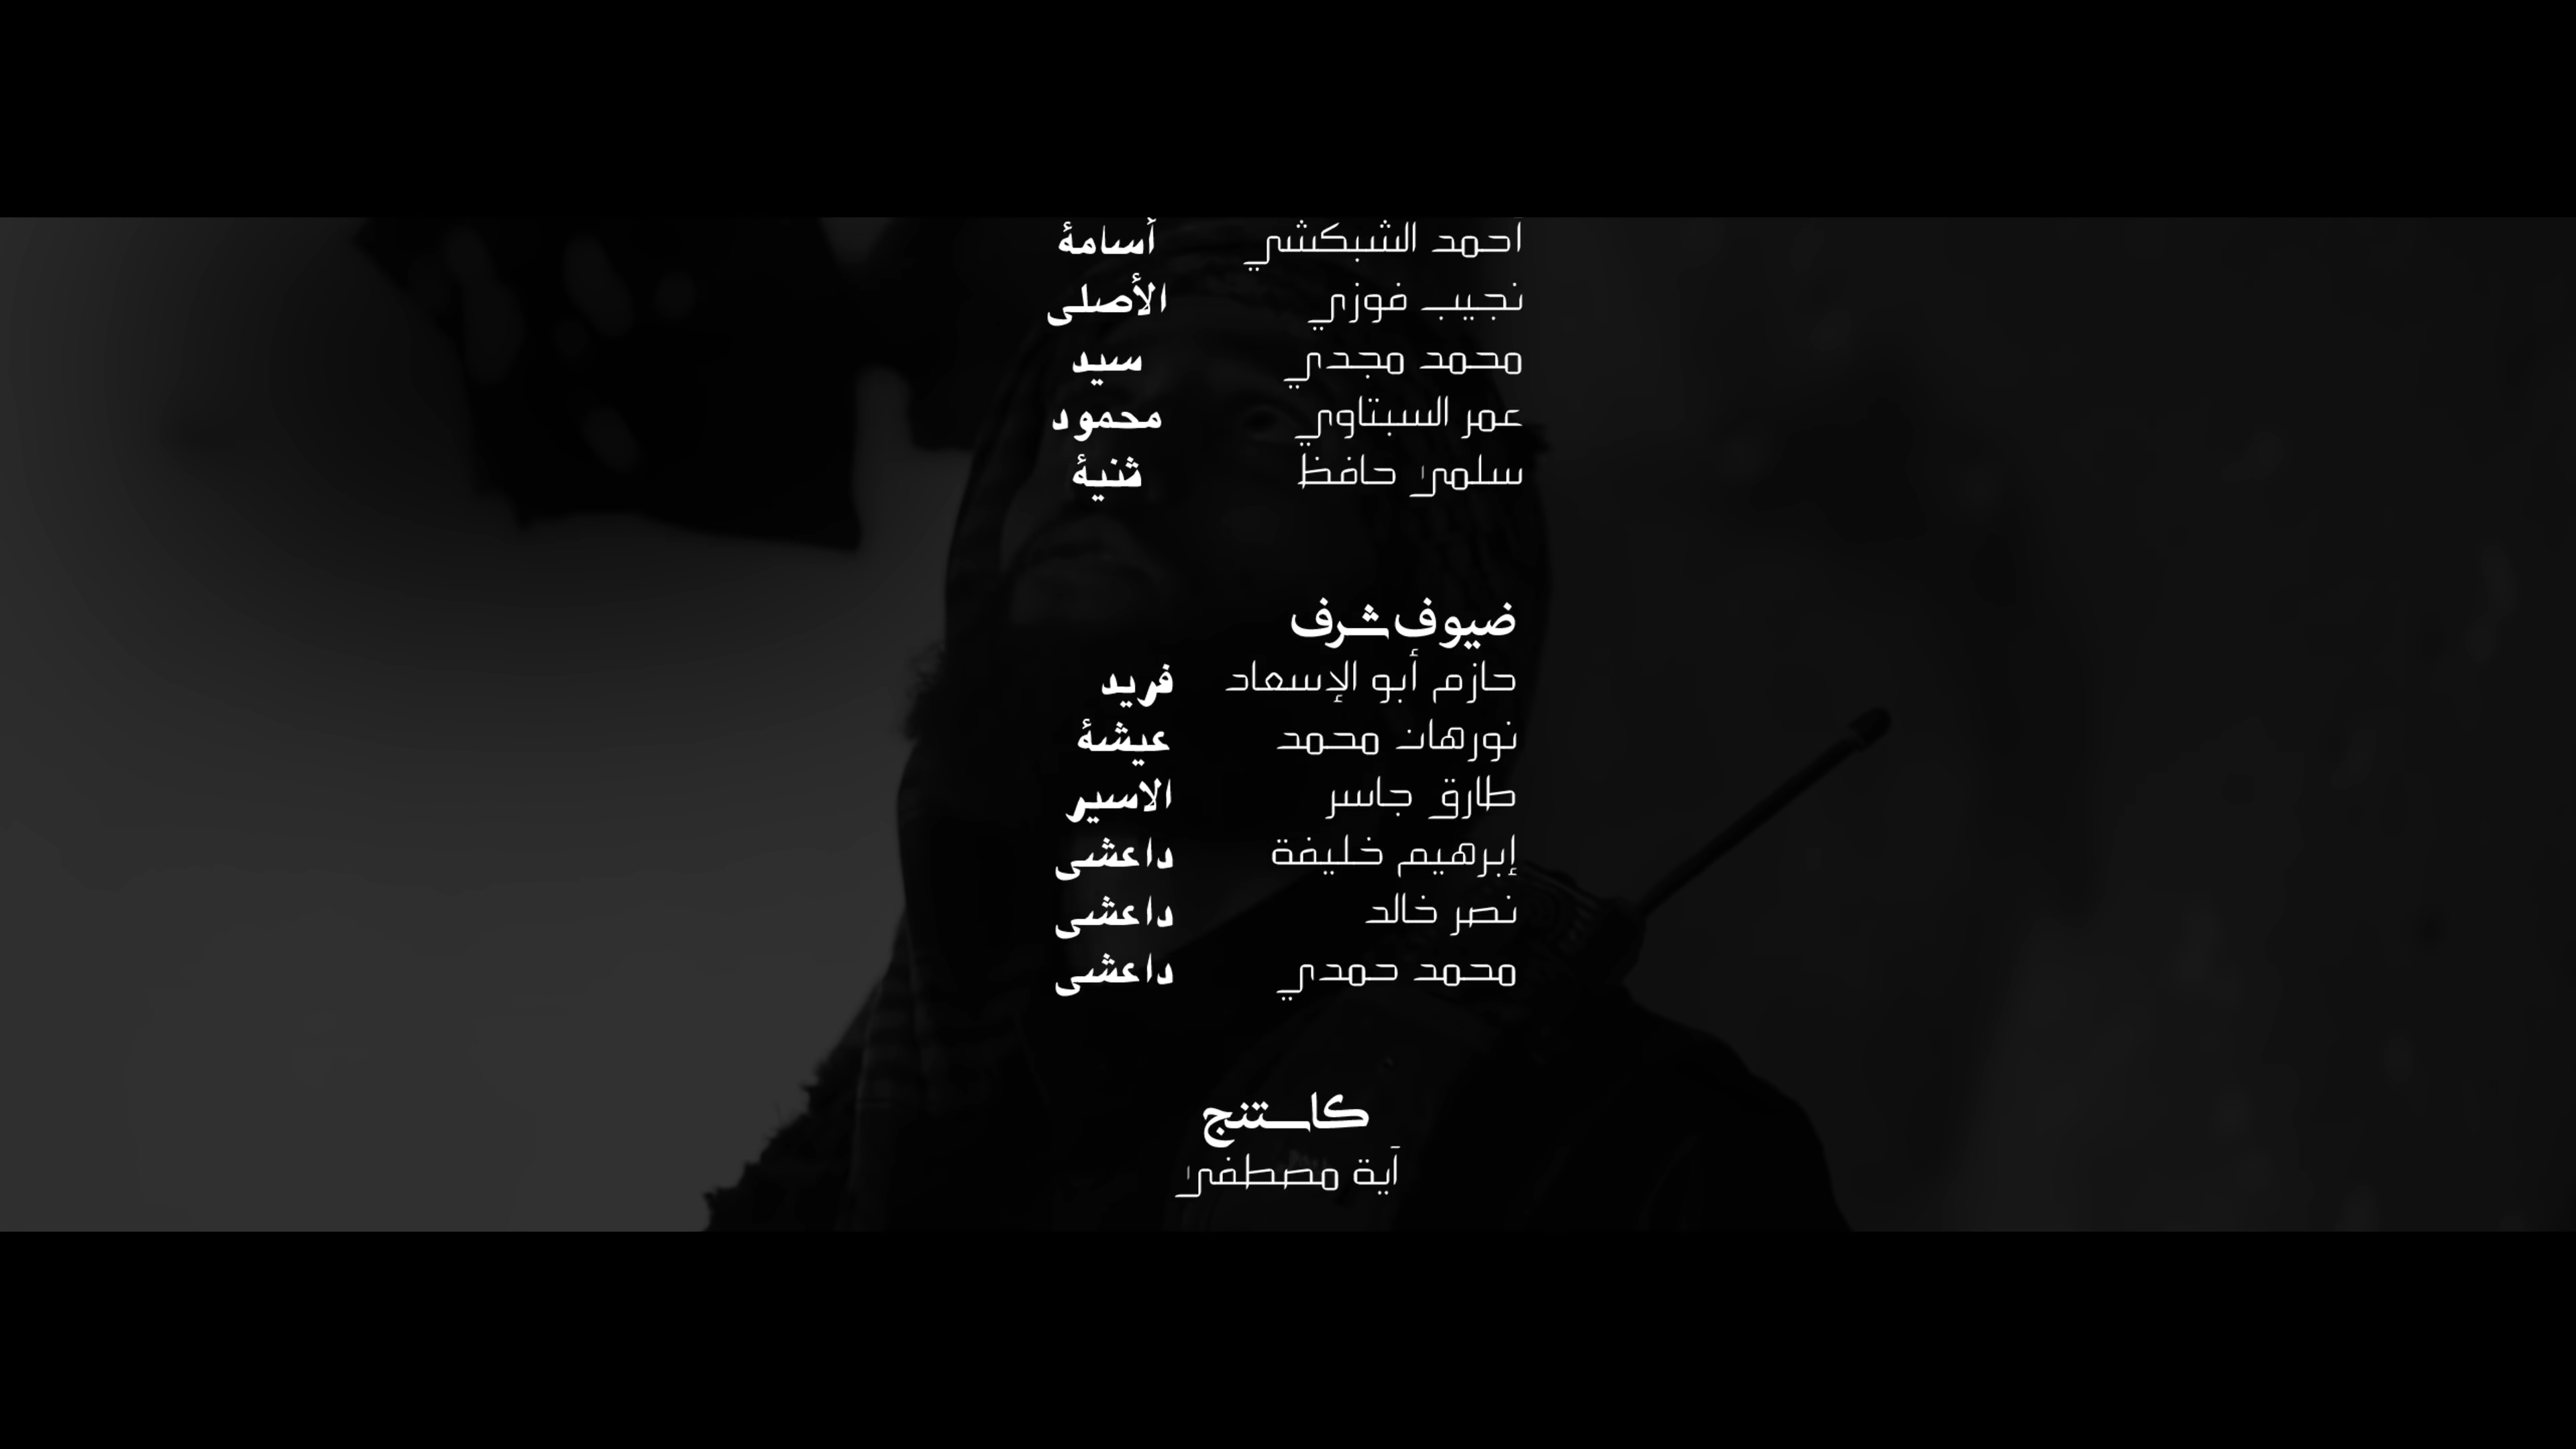 احمد الشبكشي أسامة
نجيب فوزي الأصلى
محمد مجدي سيد
عمر السبتاوي محمود
سلمى حافظ ثنية
ضيوف شرف
حازم أبو الإسعاد فريد
نورهان محمد عيشة
طارق جاسر الاسير
إبرهيم خليفة داعشى
نصر خالد داعشى
محمد حمدي داعشى
كاستنج
آية مصطفى